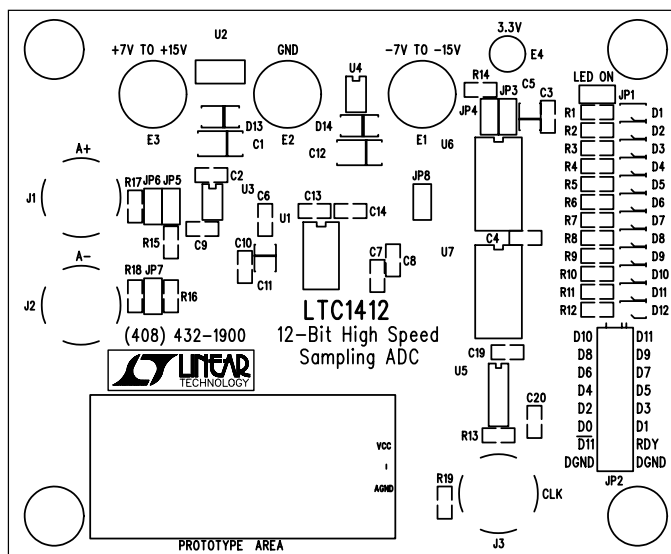 +7V TO +15V
U2
GND
-7V TO -15V
3.3V
E4
U4
R14
C5
LED ON
JP1
JP4
JP3
C3
E3
D13
C1
E2
D14
C12
E1
U6
R1
D1
R2
D2
R3
D3
R4
D4
R5
D5
R6
D6
R7
D7
R8
D8
R9
D9
R10
D10
R11
D11
R12
D12
A+
J1
R17
JP6
JP5
C2
U3
C6
U1
C13
C14
JP8
R15
C9
C10
C11
C7
C8
C4
U7
A-
J2
R18
JP7
R16
LTC1412
(408) 432-1900
12-Bit High Speed
Sampling ADC
LINEAR
TECHNOLOGY
C19
U5
C20
R13
D10
D11
D8
D9
D6
D7
D4
D5
D2
D3
D0
D1
D11
RDY
DGND
DGND
JP2
VCC
AGND
R19
CLK
J3
PROTOTYPE AREA